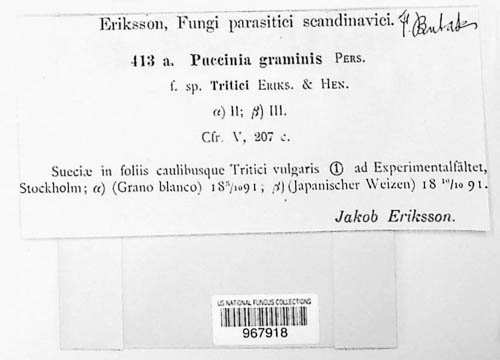 Eriksson, Fungi parasitici scandinavici.
413 a. Puccinia graminis PERS.
f. sp. Tritici ERIKS. & HEN.
α) II; β) III.
Cfr. V, 207 c.
Sueciæ in foliis caulibusque Tritici vulgaris ① ad Experimentalfältet,
Stockholm; α) (Grano blanco) 18 /10 91; β) (Japanischer Weizen) 18 10/10 91.
Jakob Eriksson.
US NATIONAL FUNGUS COLLECTIONS
967918